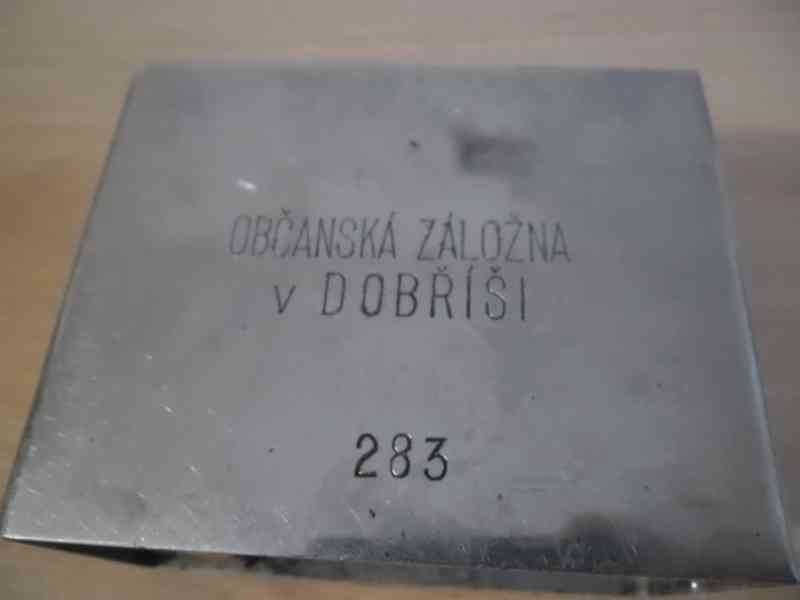 OBČANSKÁ ZÁLOŽNA
v DOBŘÍŠI
283